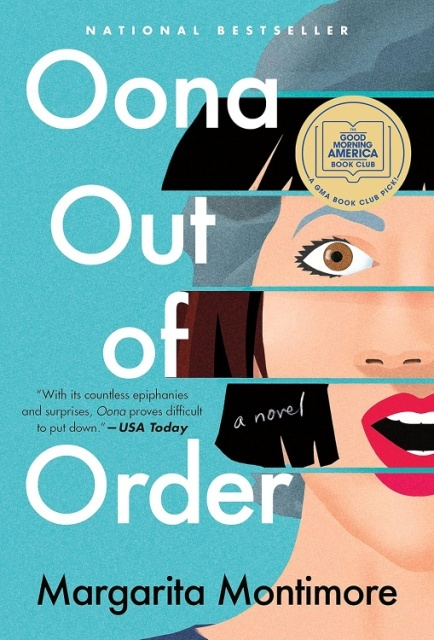 NATIONAL BESTSELLER
Oona
THE
GOOD
MORNING
AMERICA
BOOK CLUB
A GMA BOOK CLUB PICK!
Out
of
"With its countless epiphanies
and surprises, Oona proves difficult
to put down."—USA Today
a novel
Order
Margarita Montimore